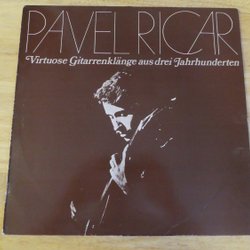 PAVEL RICAR
Virtuose Gitarrenklänge aus drei Jahrhunderten